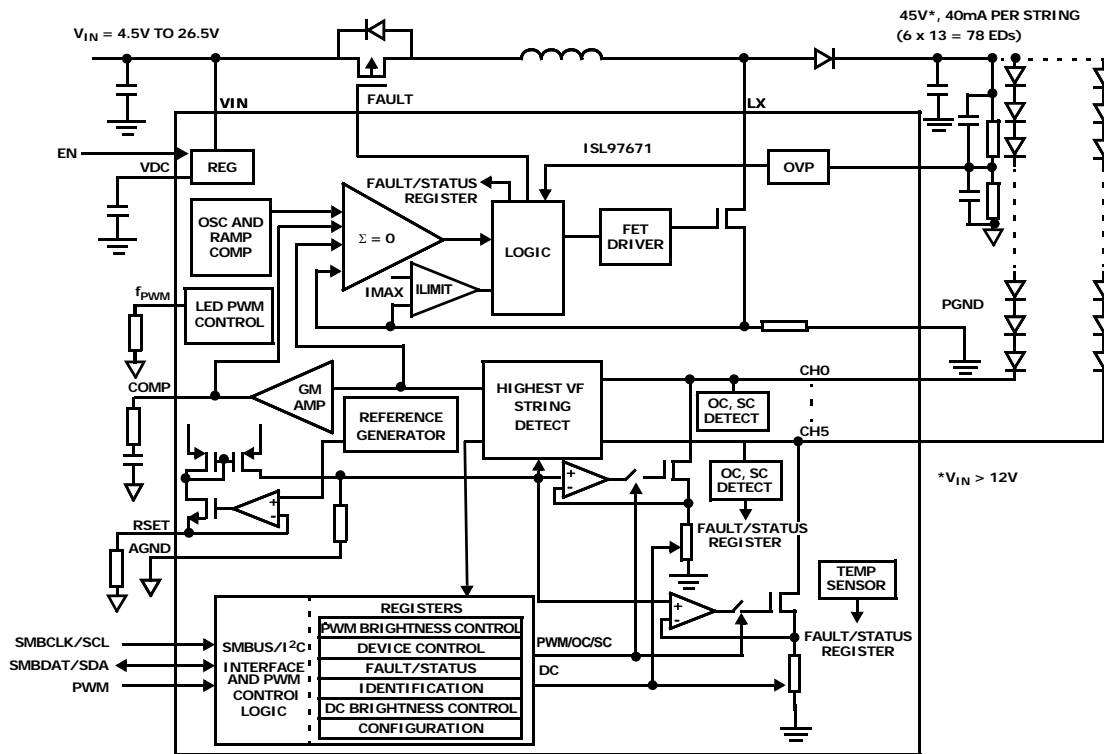 45V*, 40mA PER STRING
(6 x 13 = 78 EDs)
VIN = 4.5V TO 26.5V
VIN
FAULT
LX
EN
VDC
REG
ISL97671
OVP
FAULT/STATUS
REGISTER
OSC AND
RAMP
COMP
Σ = 0
LOGIC
FET
DRIVER
IMAX
ILIMIT
fPWM
LED PWM
CONTROL
PGND
COMP
GM
AMP
HIGHEST VF
STRING
DETECT
CH0
OC, SC
DETECT
REFERENCE
GENERATOR
CH5
OC, SC
DETECT
*VIN > 12V
+
-
+
-
RSET
FAULT/STATUS
REGISTER
AGND
TEMP
SENSOR
+
-
FAULT/STATUS
REGISTER
REGISTERS
PWM BRIGHTNESS CONTROL
DEVICE CONTROL
FAULT/STATUS
IDENTIFICATION
DC BRIGHTNESS CONTROL
CONFIGURATION
PWM/OC/SC
DC
SMBCLK/SCL
SMBDAT/SDA
PWM
SMBUS/I²C
INTERFACE
AND PWM
CONTROL
LOGIC